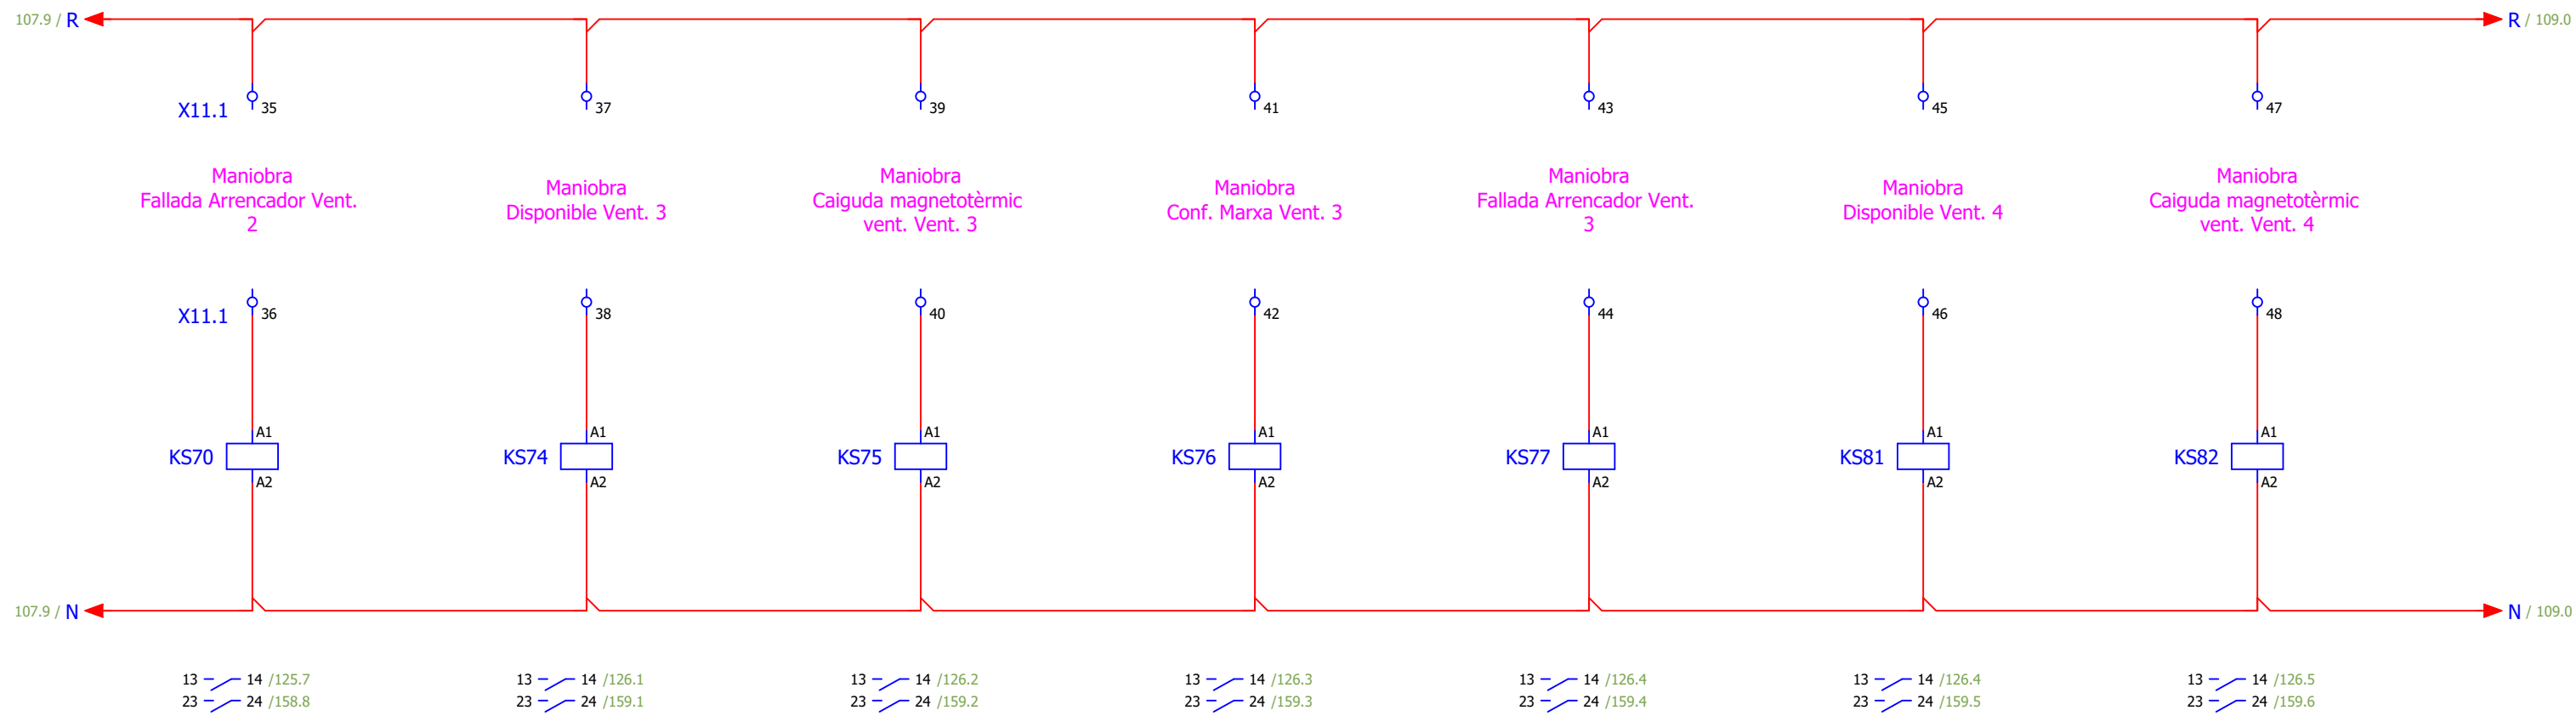 107.9 / R
R / 109.0
X11.1
35
37
39
41
43
45
47
Maniobra
Fallada Arrencador Vent.
2
Maniobra
Disponible Vent. 3
Maniobra
Caiguda magnetotèrmic
vent. Vent. 3
Maniobra
Conf. Marxa Vent. 3
Maniobra
Fallada Arrencador Vent.
3
Maniobra
Disponible Vent. 4
Maniobra
Caiguda magnetotèrmic
vent. Vent. 4
X11.1
36
38
40
42
44
46
48
KS70
A1
A2
KS74
A1
A2
KS75
A1
A2
KS76
A1
A2
KS77
A1
A2
KS81
A1
A2
KS82
A1
A2
107.9 / N
N / 109.0
13 14 /125.7
23 24 /158.8
13 14 /126.1
23 24 /159.1
13 14 /126.2
23 24 /159.2
13 14 /126.3
23 24 /159.3
13 14 /126.4
23 24 /159.4
13 14 /126.4
23 24 /159.5
13 14 /126.5
23 24 /159.6